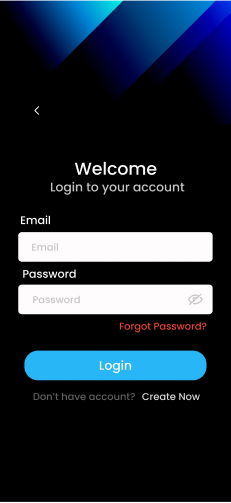 Welcome
Login to your account
Email
Email
Password
Password
Forgot Password?
Login
Don't have account? Create Now